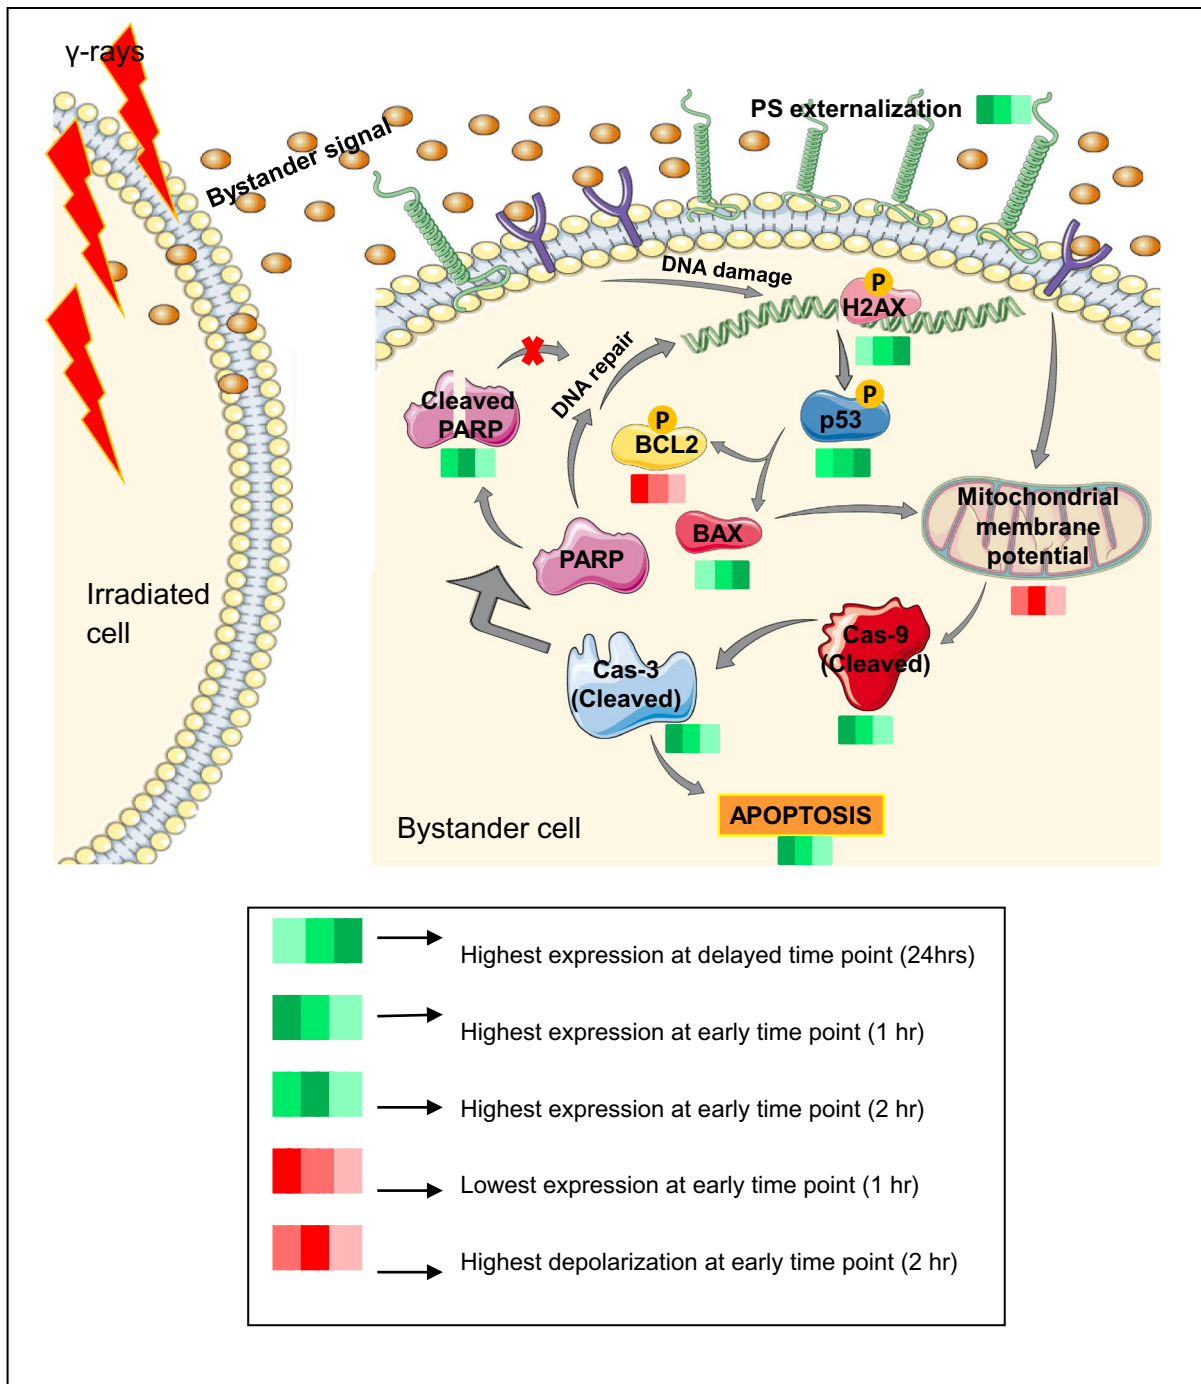 γ-rays
Bystander signal
PS externalization
DNA damage
P
H2AX
DNA repair
Cleaved
PARP
P
BCL2
P
p53
BAX
PARP
Mitochondrial
membrane
potential
Irradiated
cell
Cas-9
(Cleaved)
Cas-3
(Cleaved)
APOPTOSIS
Bystander cell
Highest expression at delayed time point (24hrs)
Highest expression at early time point (1 hr)
Highest expression at early time point (2 hr)
Lowest expression at early time point (1 hr)
Highest depolarization at early time point (2 hr)